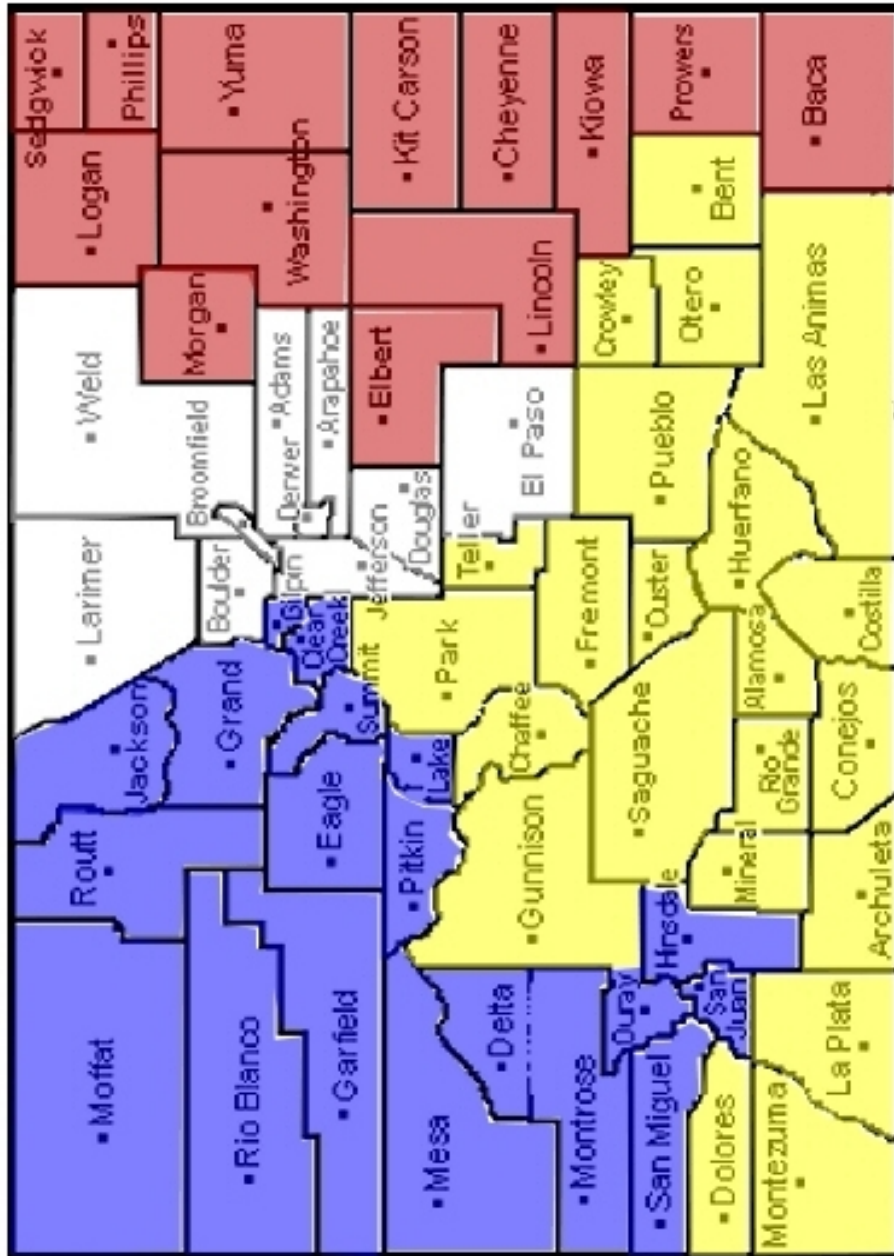 Moffat
Routt
Jackson
Larimer
Weld
Logan
Sedgwick
Phillips
Rio Blanco
Grand
Boulder
Broomfield
Morgan
Washington
Yuma
Garfield
Eagle
Summit
Gilpin
Clear
Creek
Jefferson
Denver
Adams
Arapahoe
Mesa
Pitkin
Lake
Park
Douglas
Elbert
Kit Carson
Delta
Gunnison
Chaffee
Teller
El Paso
Lincoln
Cheyenne
Montrose
Ouray
Saguache
Fremont
Custer
Pueblo
Crowley
Kiowa
San Miguel
Hinsdale
San
Juan
Mineral
Rio
Grande
Alamosa
Huerfano
Otero
Bent
Prowers
Dolores
Montezuma
La Plata
Archuleta
Conejos
Costilla
Las Animas
Baca